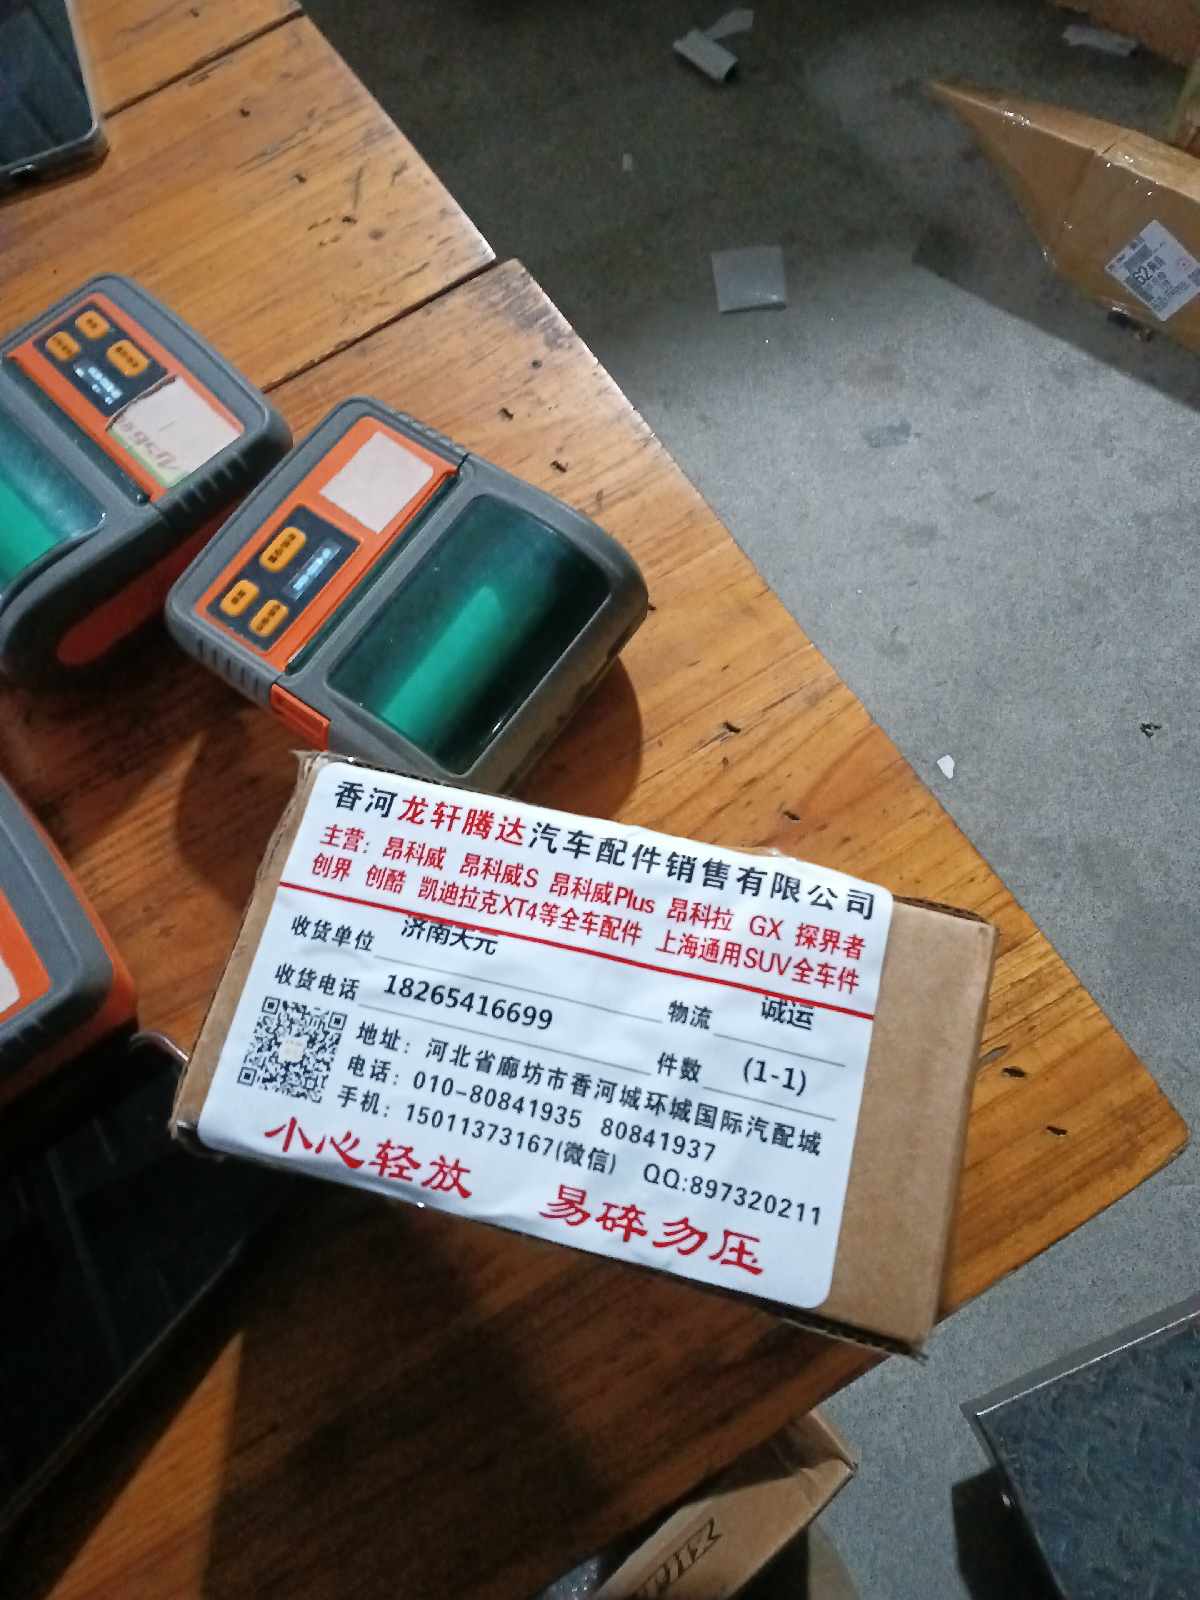 香河龙轩腾达汽车配件销售有限公司
主营：昂科威 昂科威S 昂科威Plus 昂科拉 GX 探界者
创界 创酷 凯迪拉克XT4等全车配件 上海通用SUV全车件
收货单位 济南天元
收货电话 18265416699 物流 诚运
件数 (1-1)
地址：河北省廊坊市香河城环城国际汽配城
电话：010-80841935 80841937
手机：15011373167(微信) QQ:897320211
小心轻放 易碎勿压